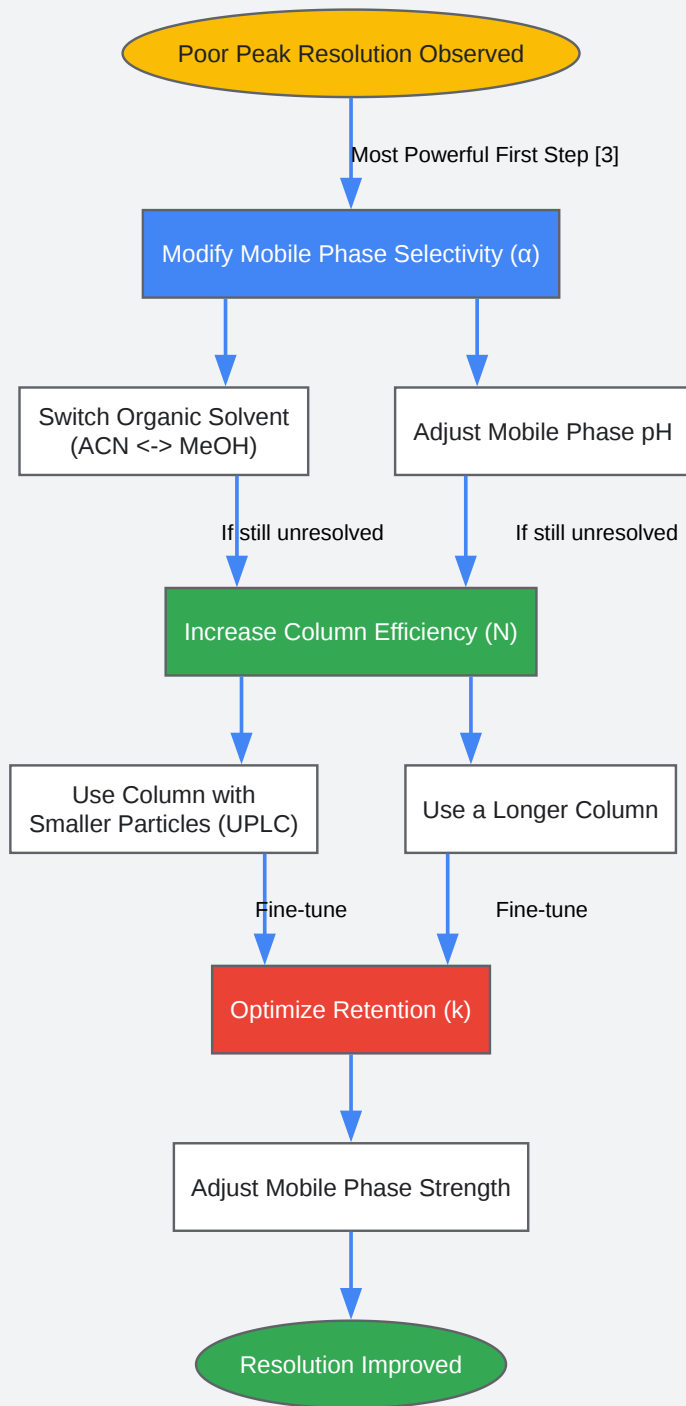 Poor Peak Resolution Observed
Most Powerful First Step [3]
Modify Mobile Phase Selectivity (α)
Switch Organic Solvent
(ACN <-> MeOH)
Adjust Mobile Phase pH
If still unresolved
If still unresolved
Increase Column Efficiency (N)
Use Column with
Smaller Particles (UPLC)
Use a Longer Column
Fine-tune
Fine-tune
Optimize Retention (k)
Adjust Mobile Phase Strength
Resolution Improved